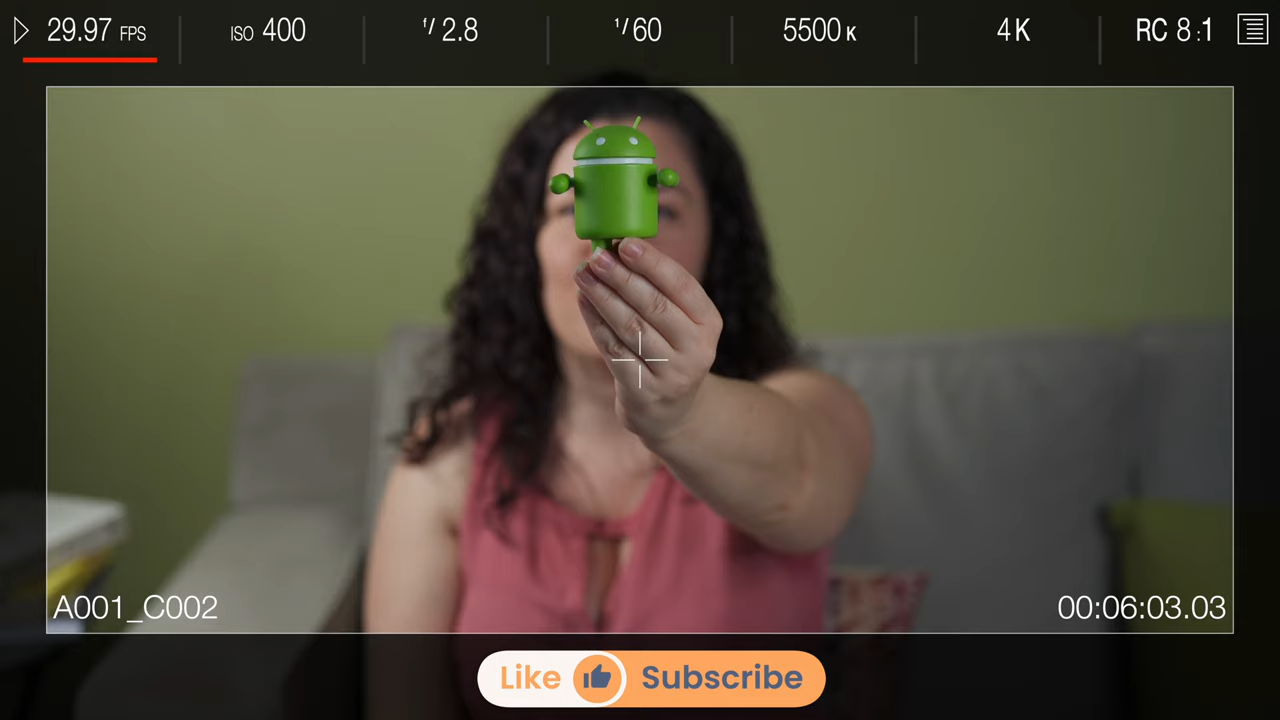 29.97 FPS
ISO 400
f/2.8
1/60
5500 K
4K
RC 8:1
A001_C002
00:06:03.03
Like
Subscribe